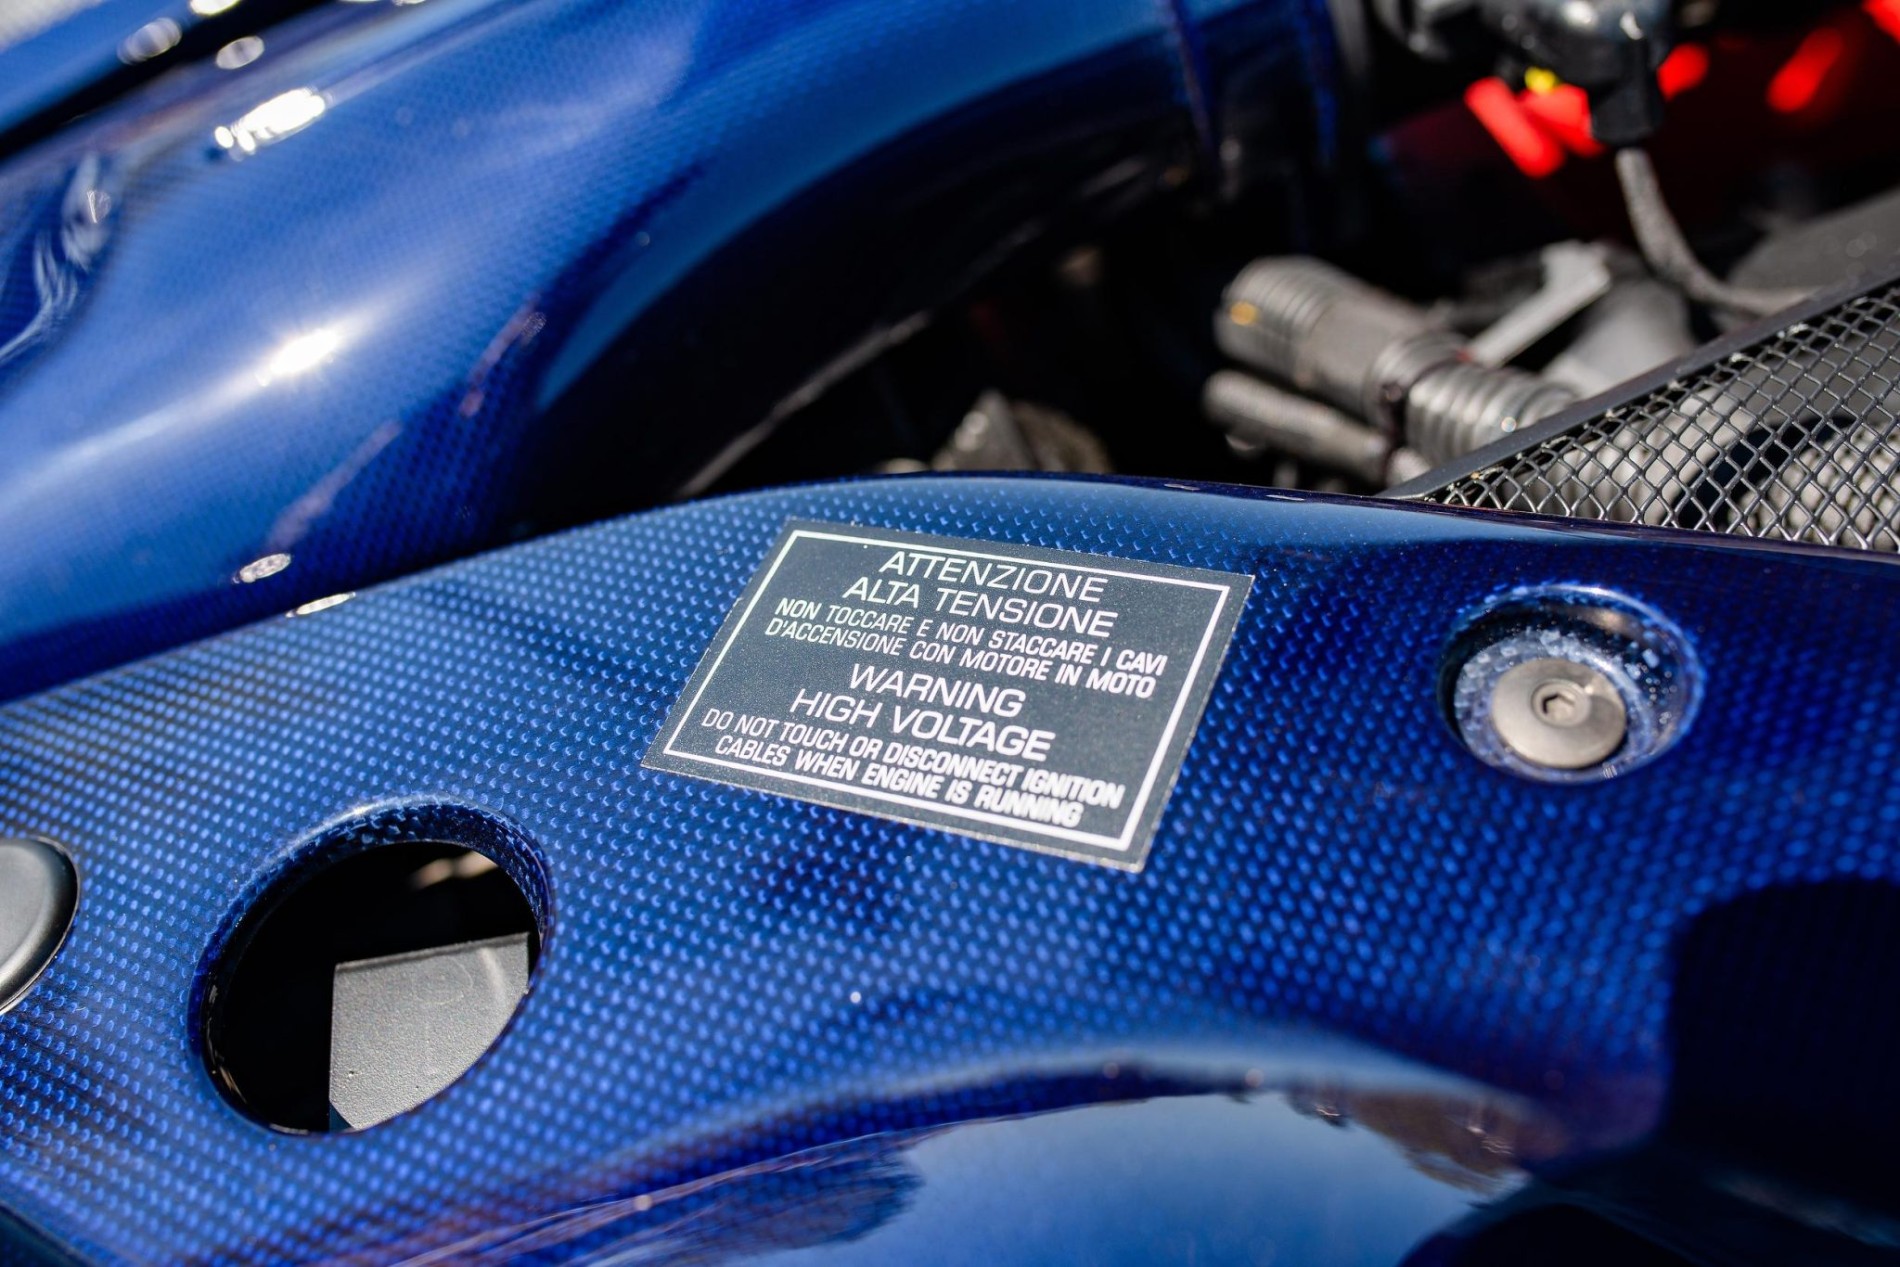 ATTENZIONE
ALTA TENSIONE
NON TOCCARE E NON STACCARE I CAVI
D'ACCENSIONE CON MOTORE IN MOTO
WARNING
HIGH VOLTAGE
DO NOT TOUCH OR DISCONNECT IGNITION
CABLES WHEN ENGINE IS RUNNING